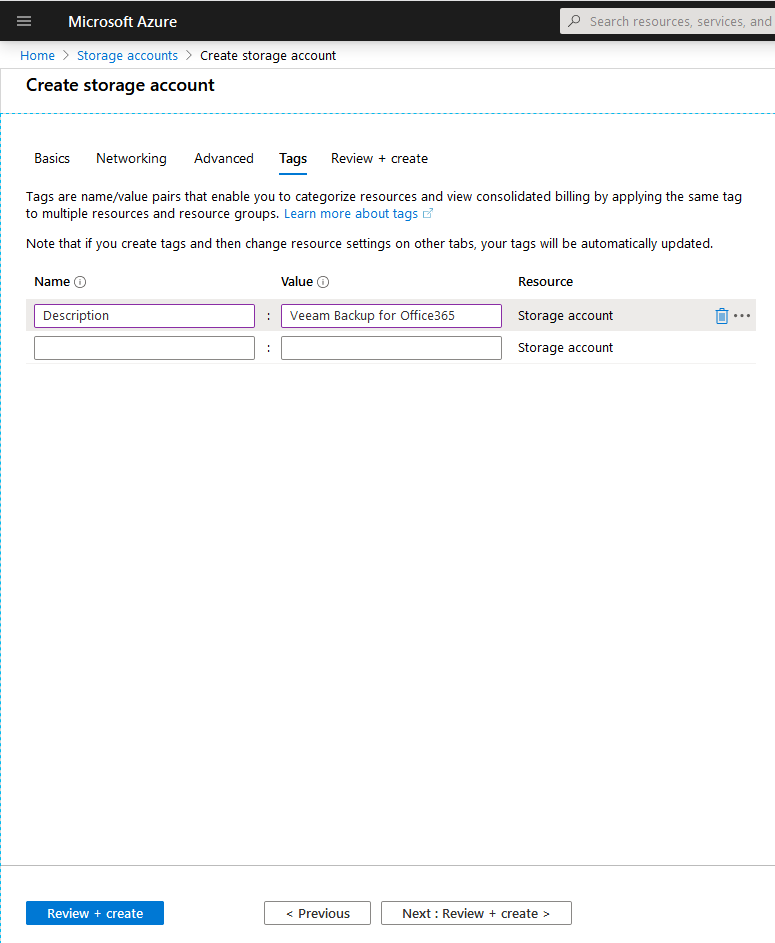 Microsoft Azure
Search resources, services, and
Home > Storage accounts > Create storage account
Create storage account
Basics Networking Advanced Tags Review + create
Tags are name/value pairs that enable you to categorize resources and view consolidated billing by applying the same tag
to multiple resources and resource groups. Learn more about tags
Note that if you create tags and then change resource settings on other tabs, your tags will be automatically updated.
Name Value Resource
Description : Veeam Backup for Office365 Storage account
: Storage account
Review + create < Previous Next : Review + create >